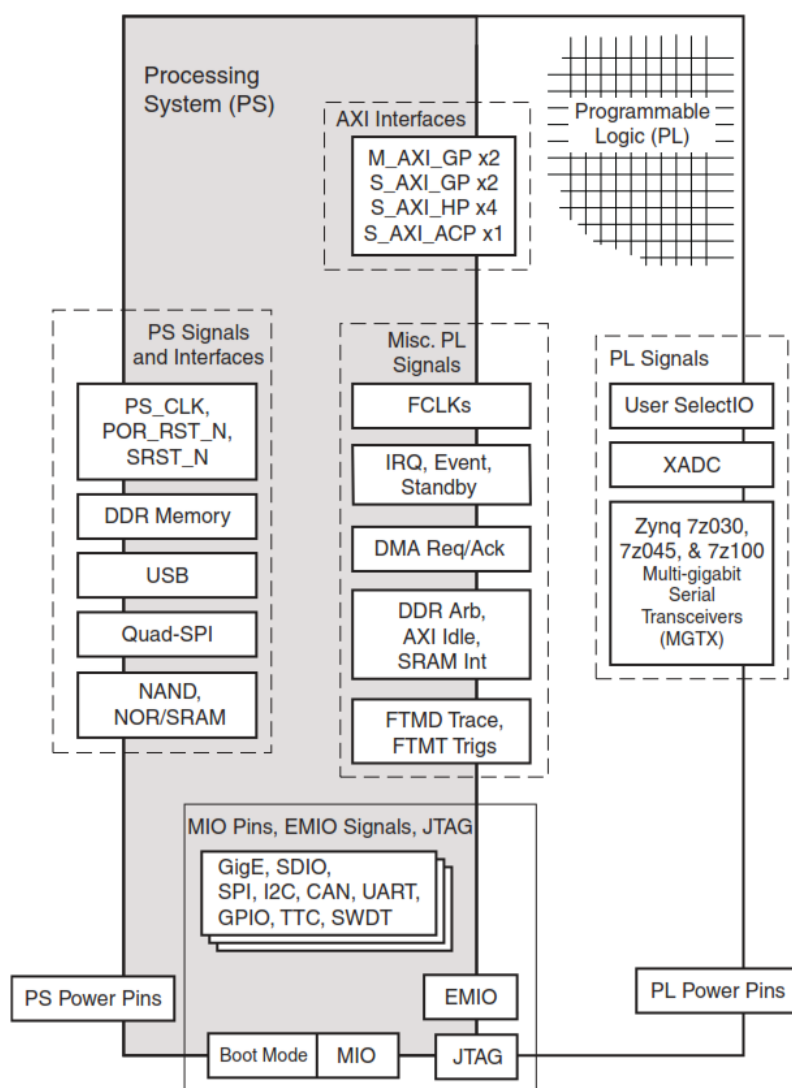 Processing
System (PS)
AXI Interfaces
M_AXI_GP x2
S_AXI_GP x2
S_AXI_HP x4
S_AXI_ACP x1
Programmable
Logic (PL)
PS Signals
and Interfaces
PS_CLK,
POR_RST_N,
SRST_N
DDR Memory
USB
Quad-SPI
NAND,
NOR/SRAM
Misc. PL
Signals
FCLKs
IRQ, Event,
Standby
DMA Req/Ack
DDR Arb,
AXI Idle,
SRAM Int
FTMD Trace,
FTMT Trigs
PL Signals
User SelectIO
XADC
Zynq 7z030,
7z045, & 7z100
Multi-gigabit
Serial
Transceivers
(MGTX)
MIO Pins, EMIO Signals, JTAG
GigE, SDIO,
SPI, I2C, CAN, UART,
GPIO, TTC, SWDT
PS Power Pins
EMIO
PL Power Pins
Boot Mode
MIO
JTAG